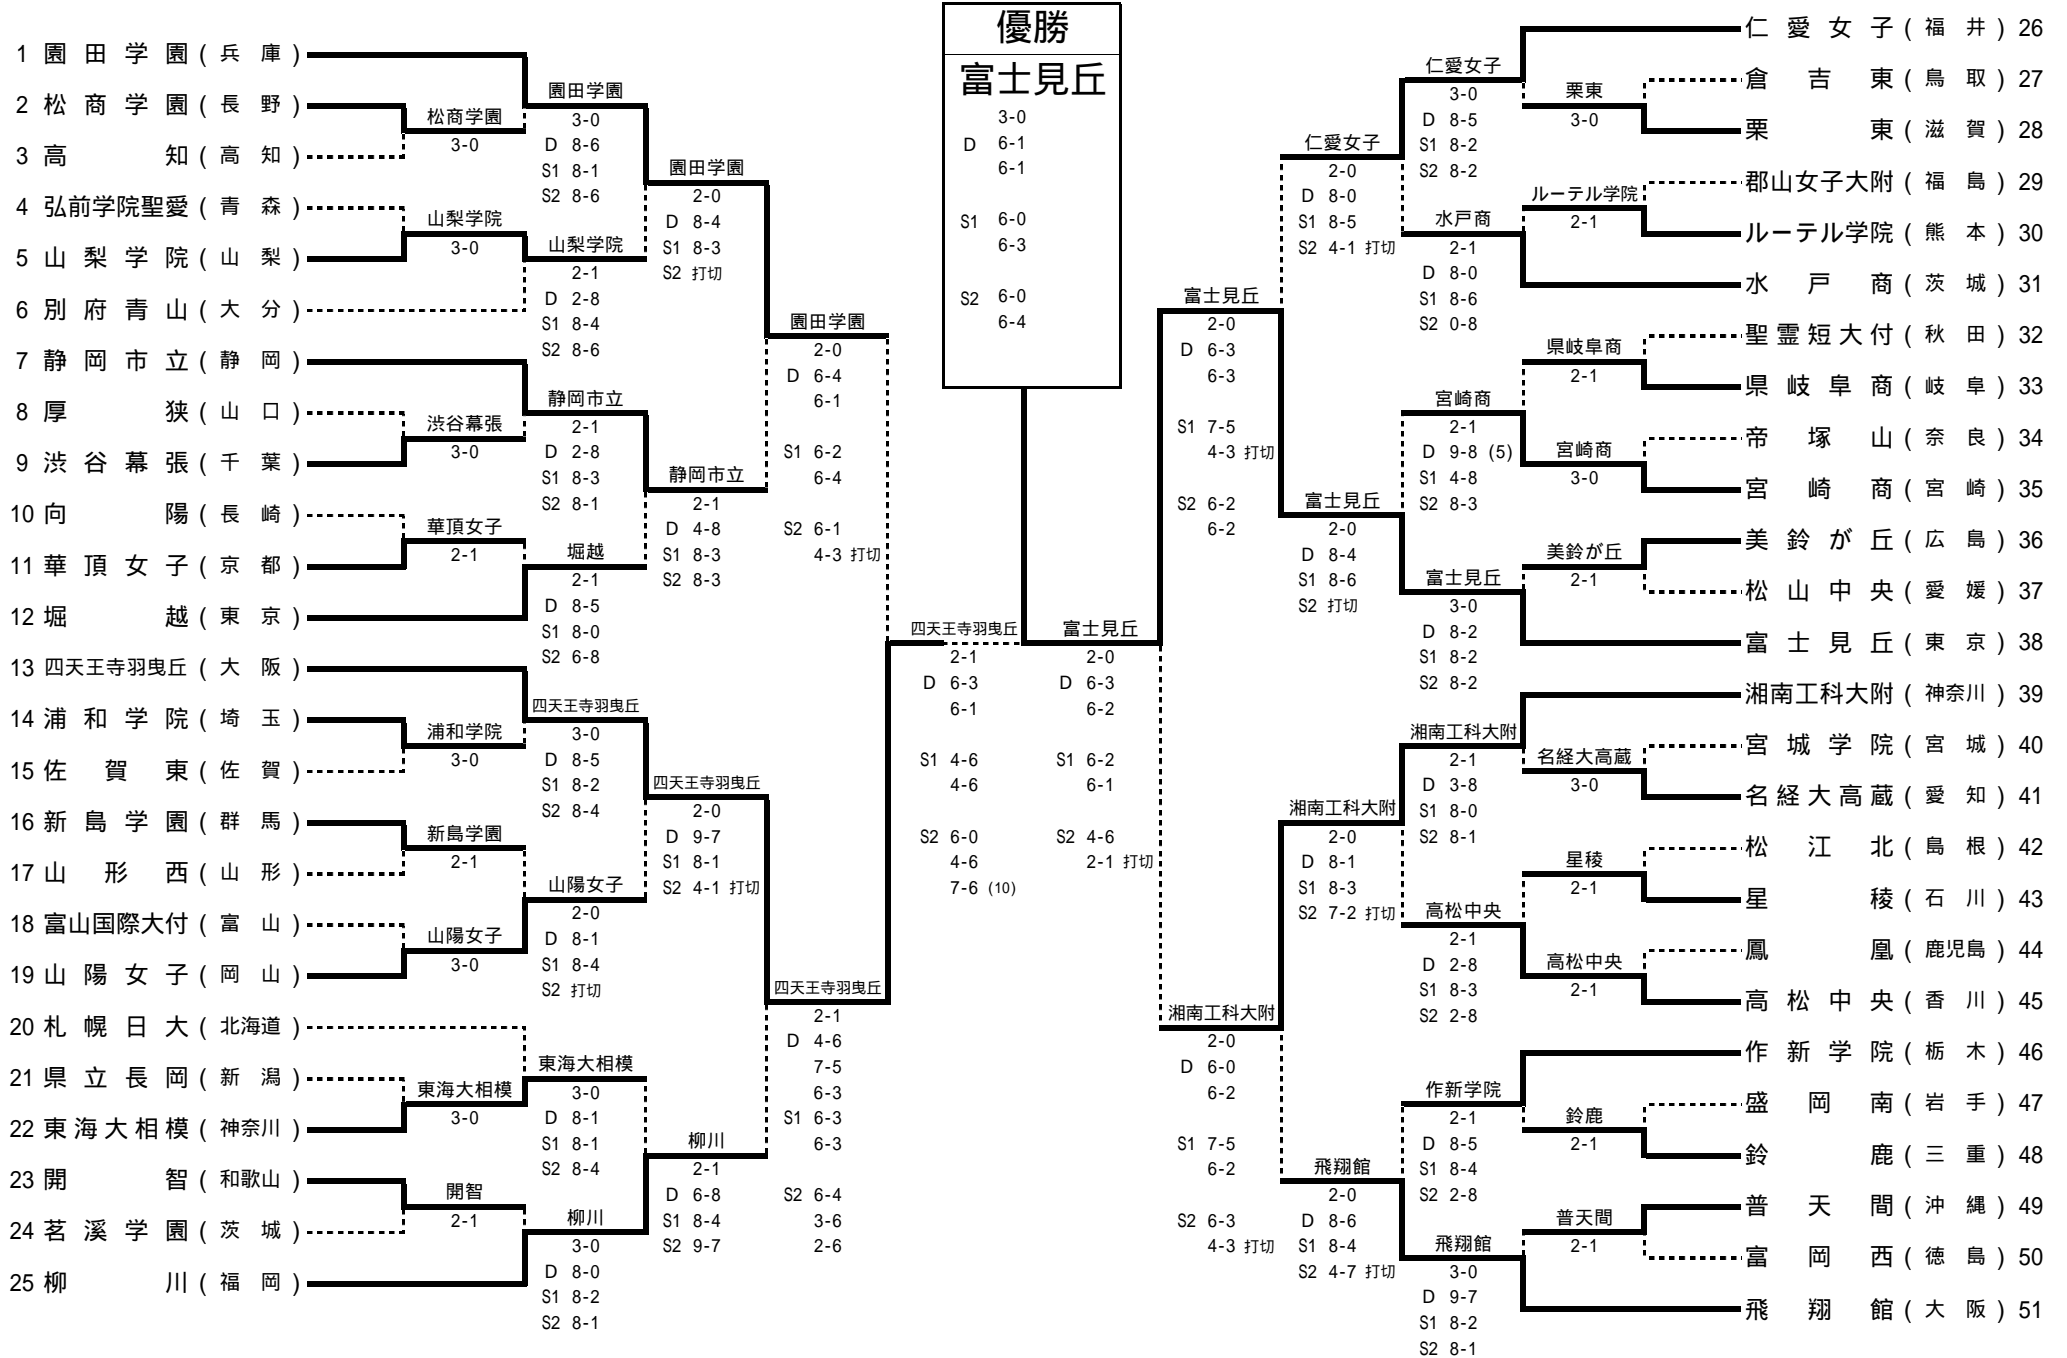 優勝
富士見丘
3-0
D 6-1
6-1
S1 6-0
6-3
S2 6-0
6-4
1 園田学園 (兵庫)
2 松商学園 (長野)
3 高知 (高知)
4 弘前学院聖愛 (青森)
5 山梨学院 (山梨)
6 別府青山 (大分)
7 静岡市立 (静岡)
8 厚狭 (山口)
9 渋谷幕張 (千葉)
10 向陽 (長崎)
11 華頂女子 (京都)
12 堀越 (東京)
13 四天王寺羽曳丘 (大阪)
14 浦和学院 (埼玉)
15 佐賀東 (佐賀)
16 新島学園 (群馬)
17 山形西 (山形)
18 富山国際大付 (富山)
19 山陽女子 (岡山)
20 札幌日大 (北海道)
21 県立長岡 (新潟)
22 東海大相模 (神奈川)
23 開智 (和歌山)
24 茗溪学園 (茨城)
25 柳川 (福岡)
松商学園
3-0
山梨学院
3-0
渋谷幕張
3-0
華頂女子
2-1
浦和学院
3-0
新島学園
2-1
山陽女子
3-0
東海大相模
3-0
開智
2-1
園田学園
3-0
D 8-6
S1 8-1
S2 8-6
山梨学院
2-1
D 2-8
S1 8-4
S2 8-6
静岡市立
2-1
D 2-8
S1 8-3
S2 8-1
堀越
2-1
D 8-5
S1 8-0
S2 6-8
四天王寺羽曳丘
3-0
D 8-5
S1 8-2
S2 8-4
山陽女子
2-0
D 8-1
S1 8-4
S2 打切
東海大相模
3-0
D 8-1
S1 8-1
S2 8-4
柳川
3-0
D 8-0
S1 8-2
S2 8-1
園田学園
2-0
D 8-4
S1 8-3
S2 打切
静岡市立
2-1
D 4-8
S1 8-3
S2 8-3
四天王寺羽曳丘
2-0
D 9-7
S1 8-1
S2 4-1 打切
柳川
2-1
D 6-8
S1 8-4
S2 9-7
園田学園
2-0
D 6-4
6-1
S1 6-2
6-4
S2 6-1
4-3 打切
四天王寺羽曳丘
2-1
D 4-6
7-5
6-3
S1 6-3
6-3
S2 6-4
3-6
2-6
四天王寺羽曳丘
2-1
D 6-3
6-1
S1 4-6
4-6
S2 6-0
4-6
7-6 (10)
富士見丘
2-0
D 6-3
6-2
S1 6-2
6-1
S2 4-6
2-1 打切
富士見丘
2-0
D 6-3
6-3
S1 7-5
4-3 打切
S2 6-2
6-2
湘南工科大附
2-0
D 6-0
6-2
S1 7-5
6-2
S2 6-3
4-3 打切
仁愛女子
2-0
D 8-0
S1 8-5
S2 4-1 打切
富士見丘
2-0
D 8-4
S1 8-6
S2 打切
湘南工科大附
2-0
D 8-1
S1 8-3
S2 7-2 打切
飛翔館
2-0
D 8-6
S1 8-4
S2 4-7 打切
仁愛女子
3-0
D 8-5
S1 8-2
S2 8-2
水戸商
2-1
D 8-0
S1 8-6
S2 0-8
宮崎商
2-1
D 9-8 (5)
S1 4-8
S2 8-3
富士見丘
3-0
D 8-2
S1 8-2
S2 8-2
湘南工科大附
2-1
D 3-8
S1 8-0
S2 8-1
高松中央
2-1
D 2-8
S1 8-3
S2 2-8
作新学院
2-1
D 8-5
S1 8-4
S2 2-8
飛翔館
3-0
D 9-7
S1 8-2
S2 8-1
栗東
3-0
ルーテル学院
2-1
県岐阜商
2-1
宮崎商
3-0
美鈴が丘
2-1
名経大高蔵
3-0
星稜
2-1
高松中央
2-1
鈴鹿
2-1
普天間
2-1
仁愛女子 (福井) 26
倉吉東 (鳥取) 27
栗東 (滋賀) 28
郡山女子大附 (福島) 29
ルーテル学院 (熊本) 30
水戸商 (茨城) 31
聖霊短大付 (秋田) 32
県岐阜商 (岐阜) 33
帝塚山 (奈良) 34
宮崎商 (宮崎) 35
美鈴が丘 (広島) 36
松山中央 (愛媛) 37
富士見丘 (東京) 38
湘南工科大附 (神奈川) 39
宮城学院 (宮城) 40
名経大高蔵 (愛知) 41
松江北 (島根) 42
星稜 (石川) 43
鳳凰 (鹿児島) 44
高松中央 (香川) 45
作新学院 (栃木) 46
盛岡南 (岩手) 47
鈴鹿 (三重) 48
普天間 (沖縄) 49
富岡西 (徳島) 50
飛翔館 (大阪) 51